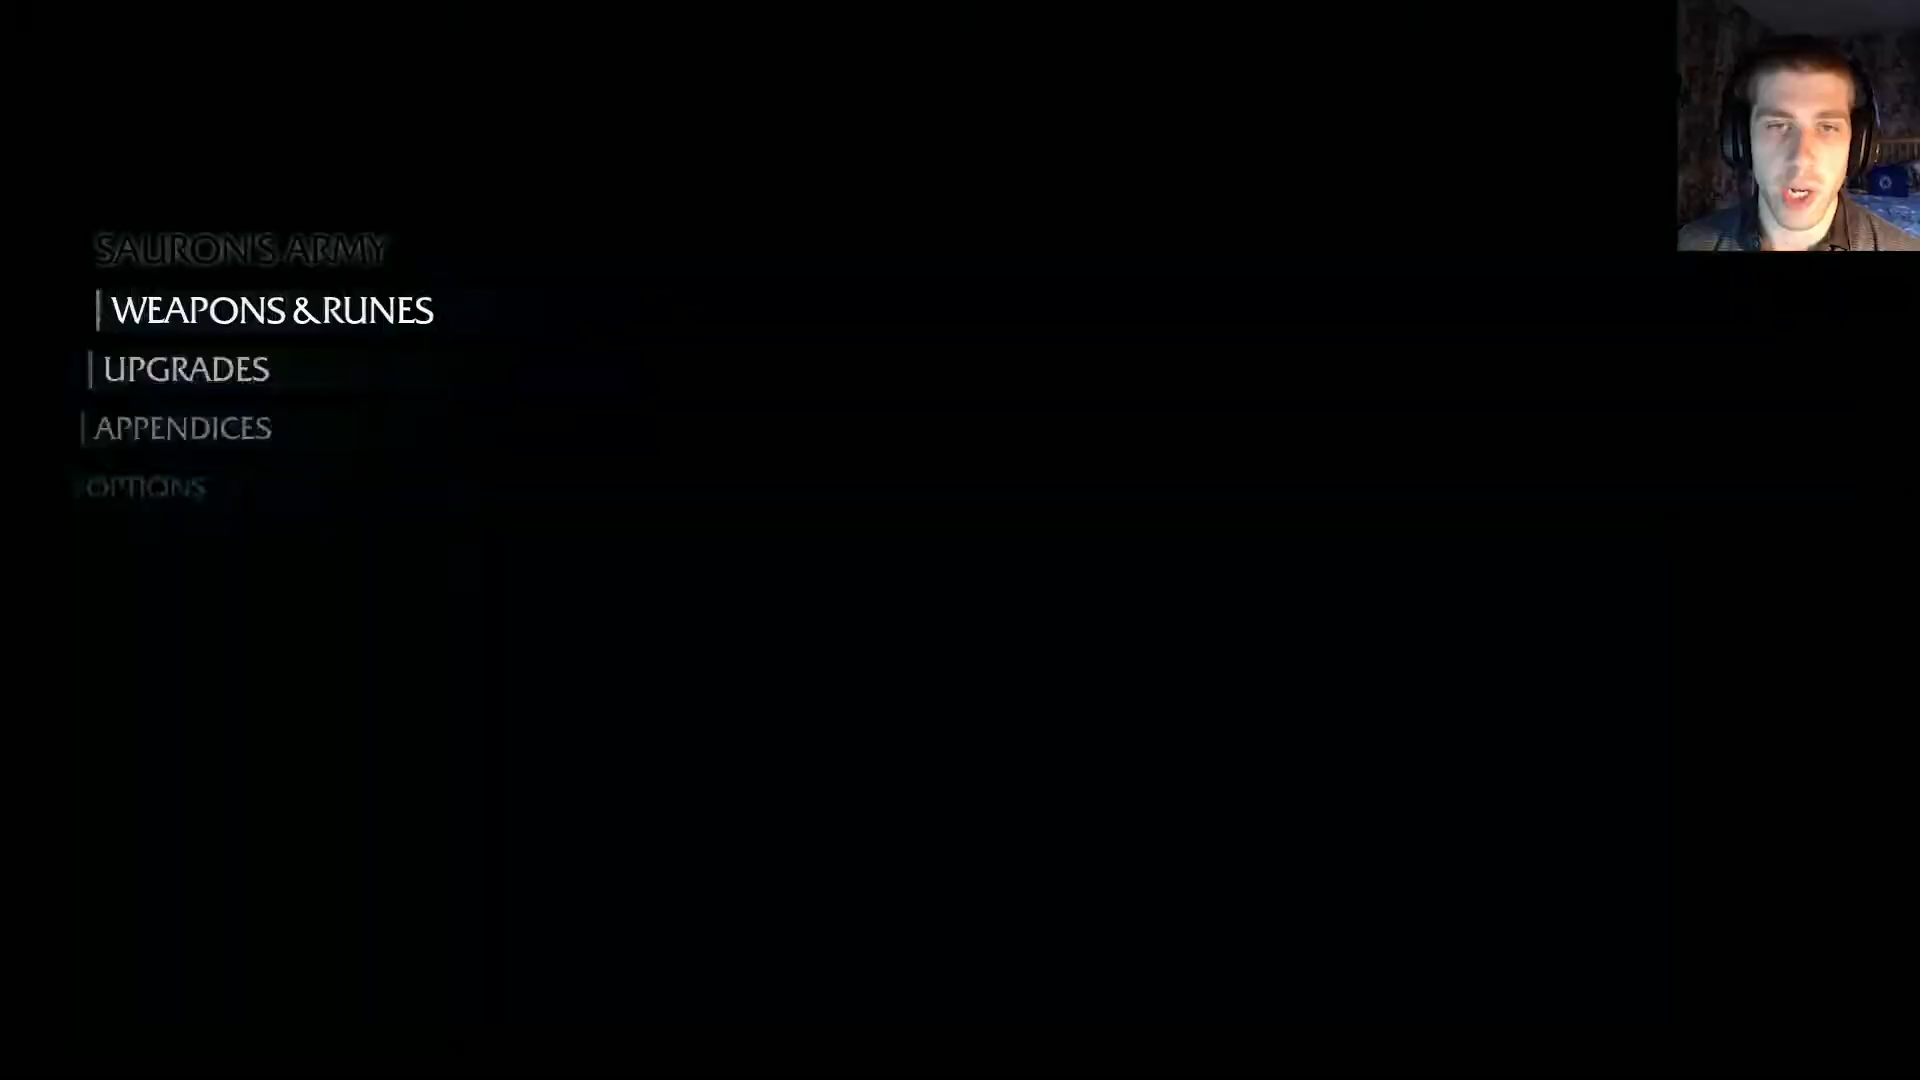 SAURON'S ARMY
WEAPONS & RUNES
UPGRADES
APPENDICES
OPTIONS